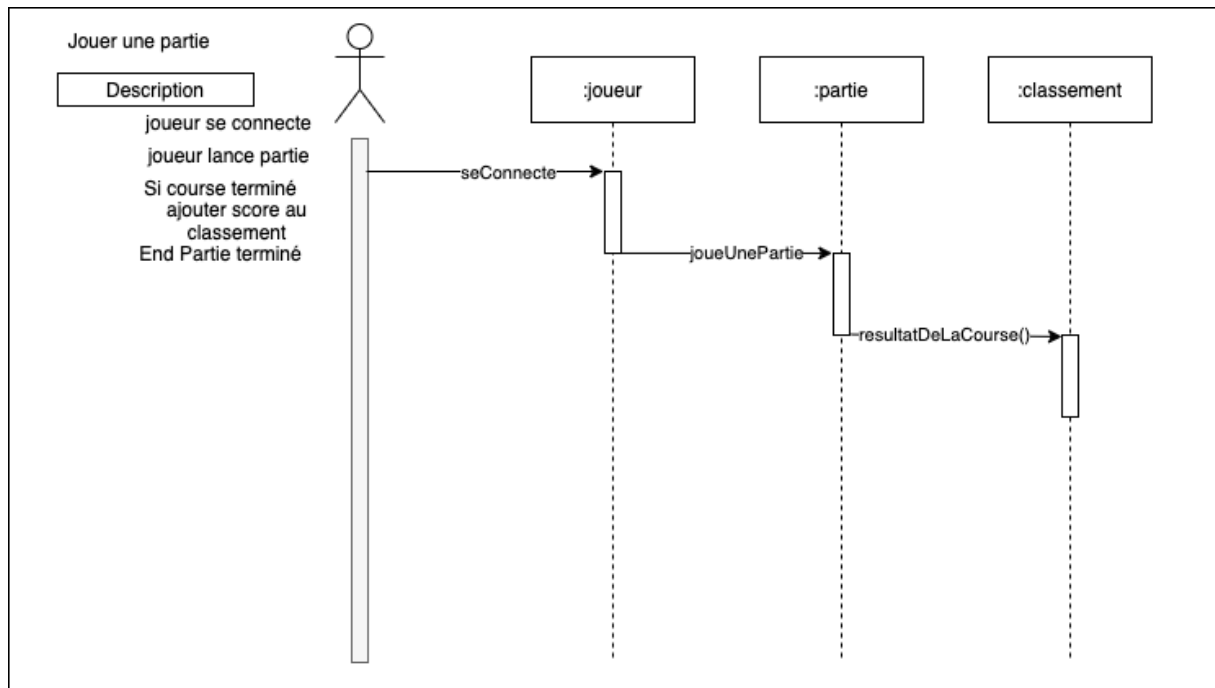 Jouer une partie
Description
joueur se connecte
joueur lance partie
Si course terminé
ajouter score au
classement
End Partie terminé
:joueur
:partie
:classement
seConnecte
joueUnePartie
resultatDeLaCourse()